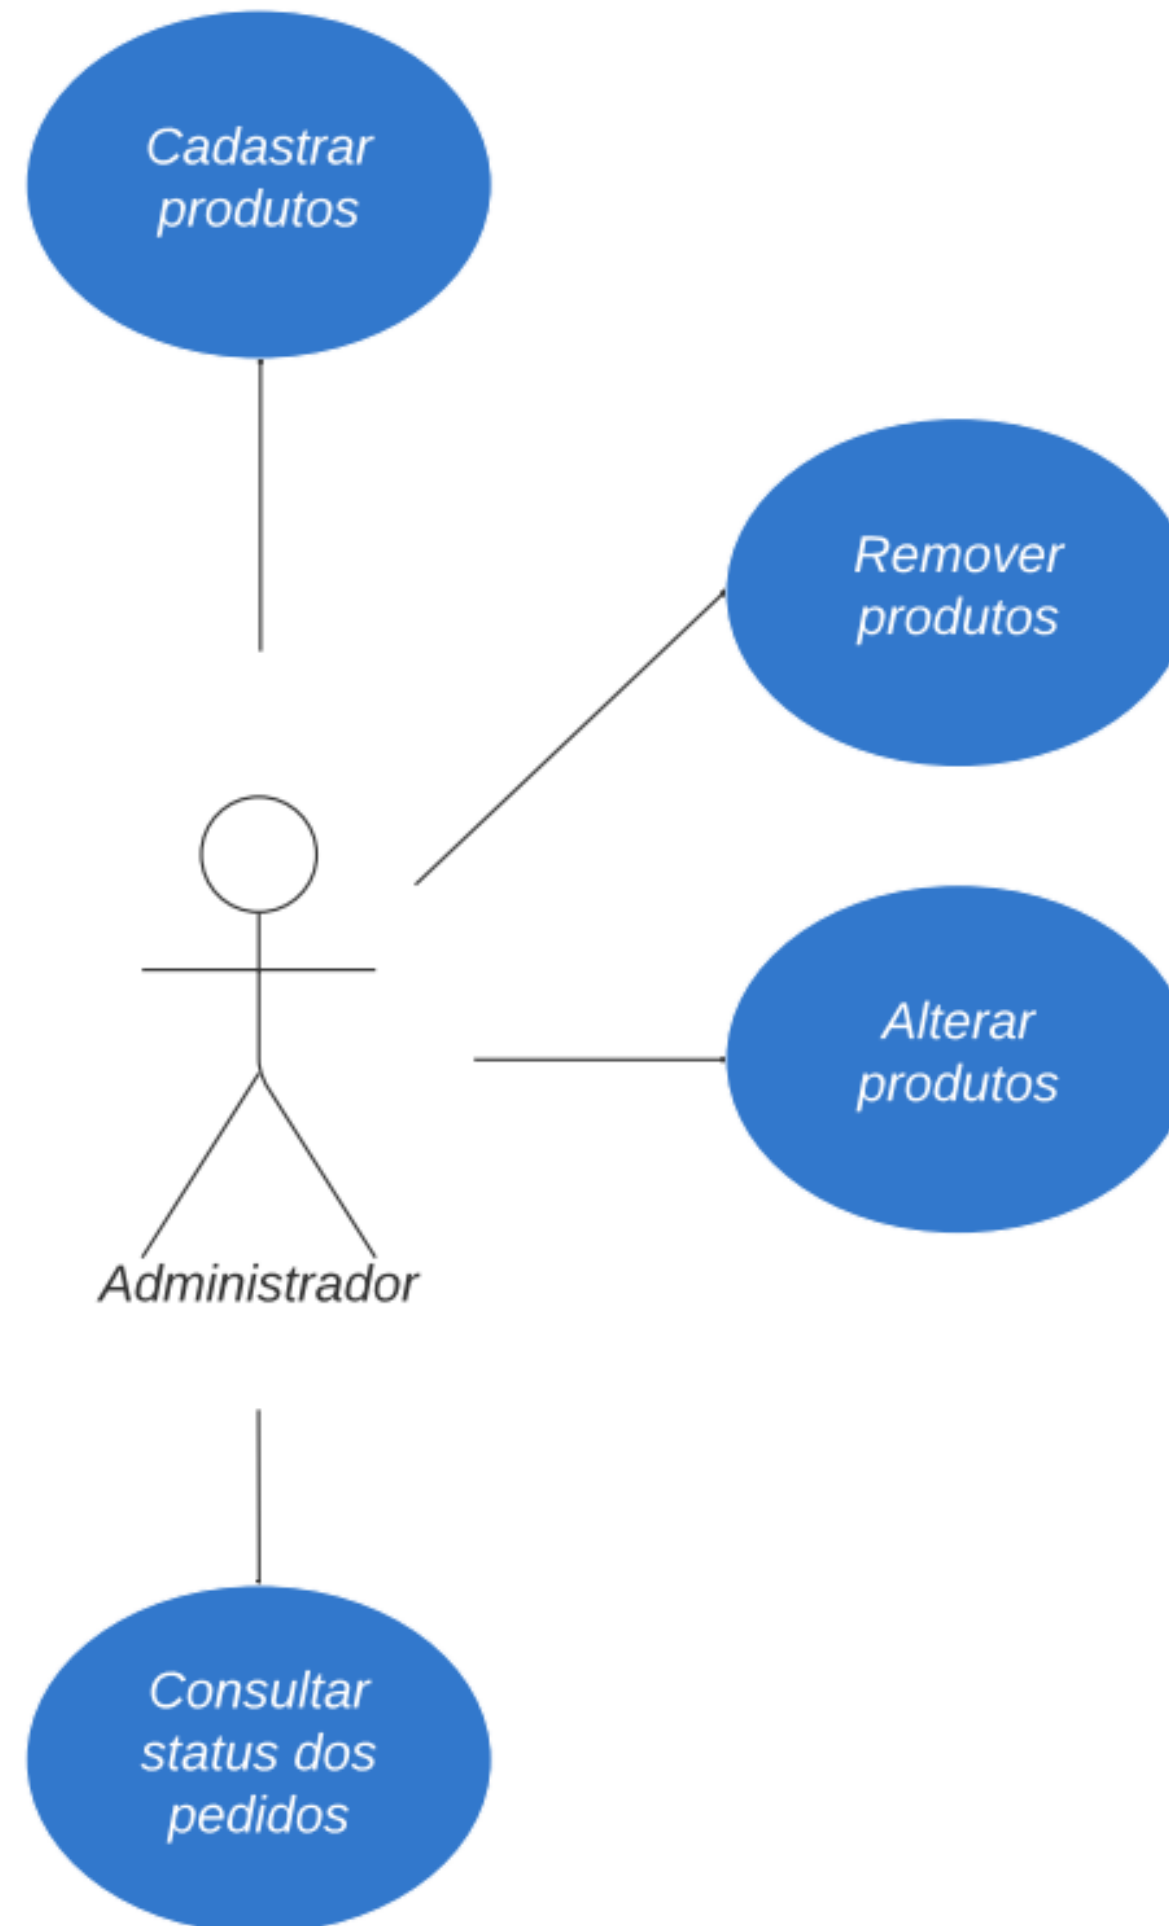 Cadastrar
produtos
Remover
produtos
Alterar
produtos
Administrador
Consultar
status dos
pedidos